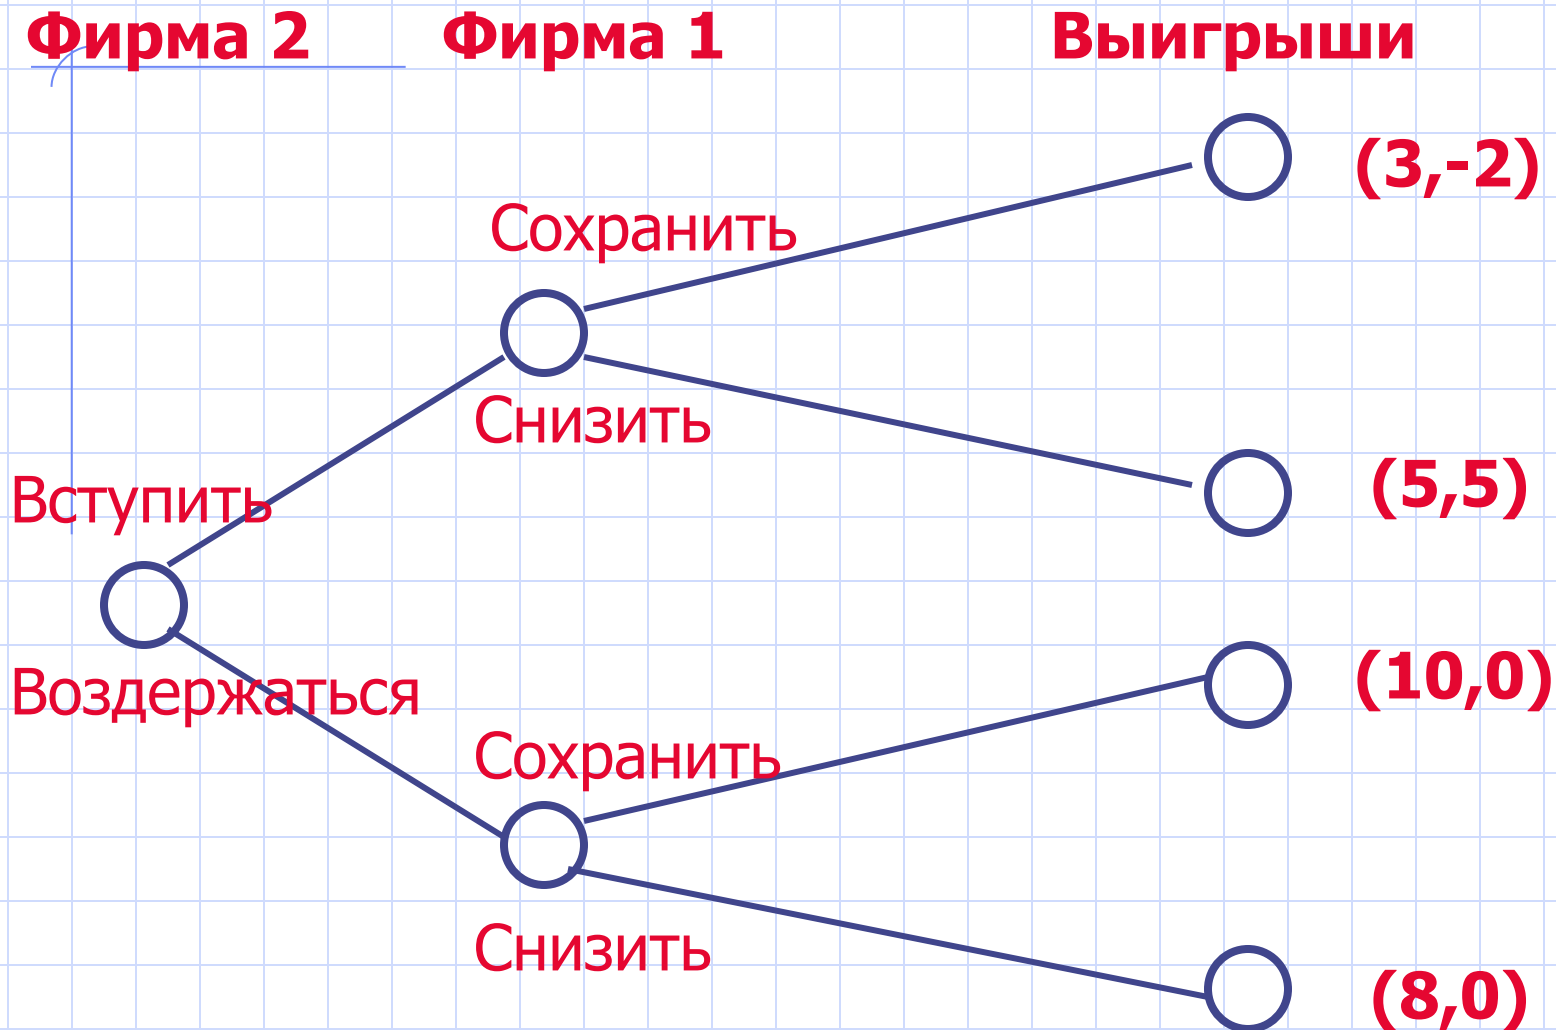 Фирма 2 Фирма 1 Выигрыши
(3,-2)
Сохранить
Снизить
(5,5)
Вступить
Воздержаться
(10,0)
Сохранить
Снизить
(8,0)